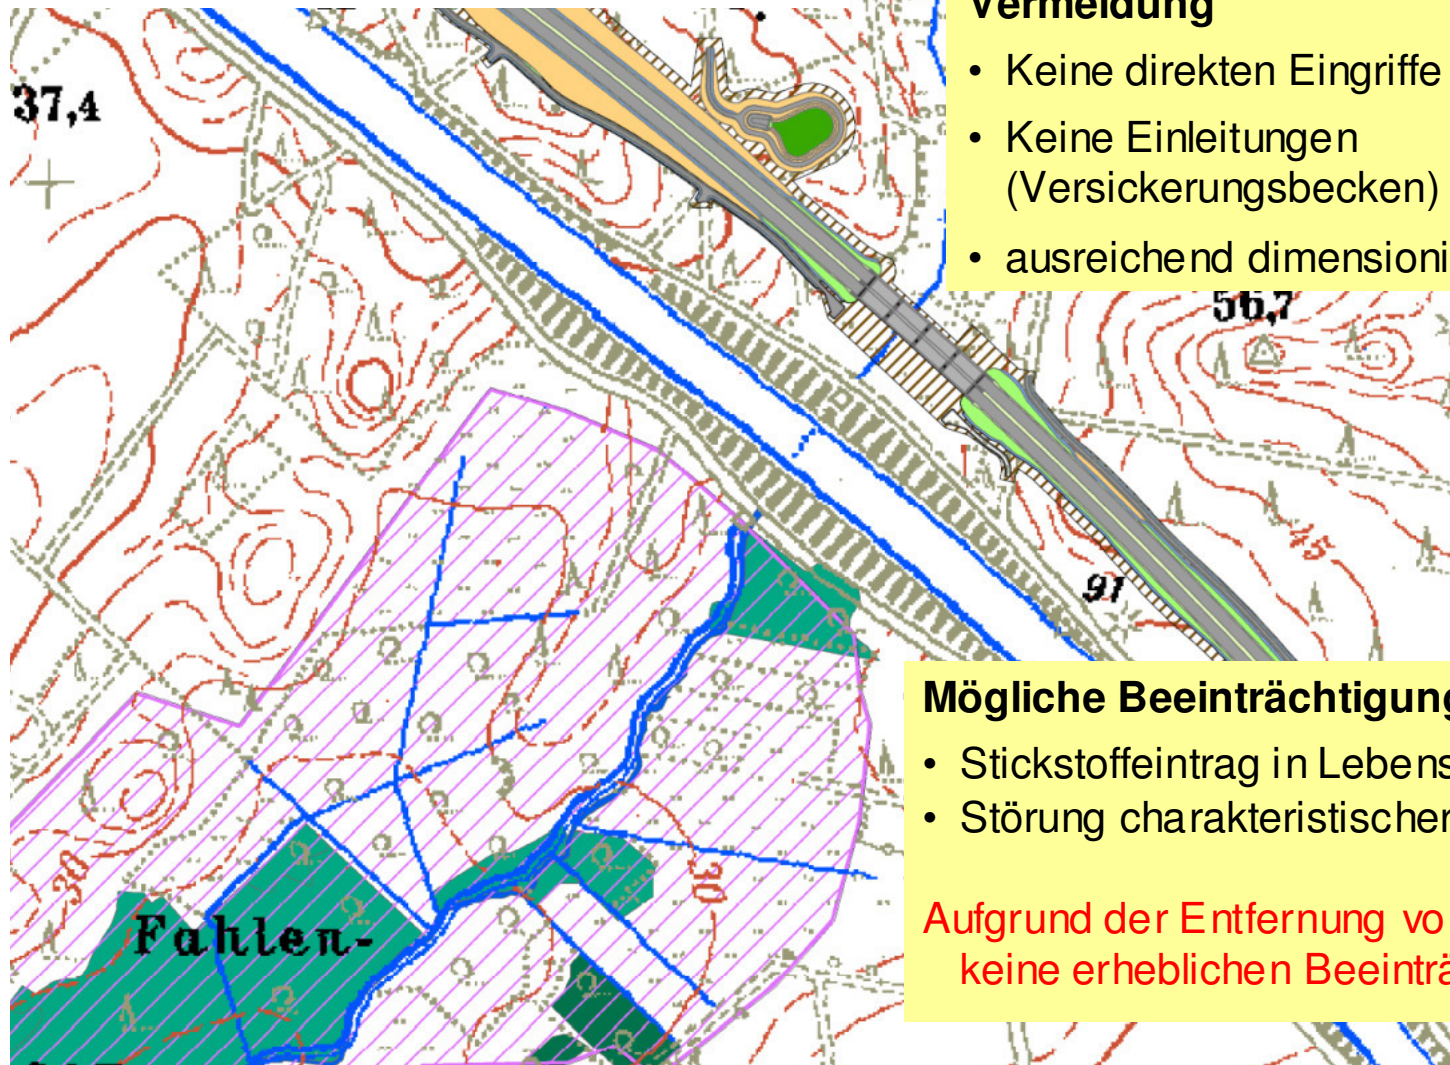 Vermeidung
• Keine direkten Eingriffe
• Keine Einleitungen
(Versickerungsbecken)
• ausreichend dimensioni
37,4
56,7
45
91
Mögliche Beeinträchtigung
• Stickstoffeintrag in Lebens
• Störung charakteristischer
Aufgrund der Entfernung vo
keine erheblichen Beeinträ
30
30
Fahlen-